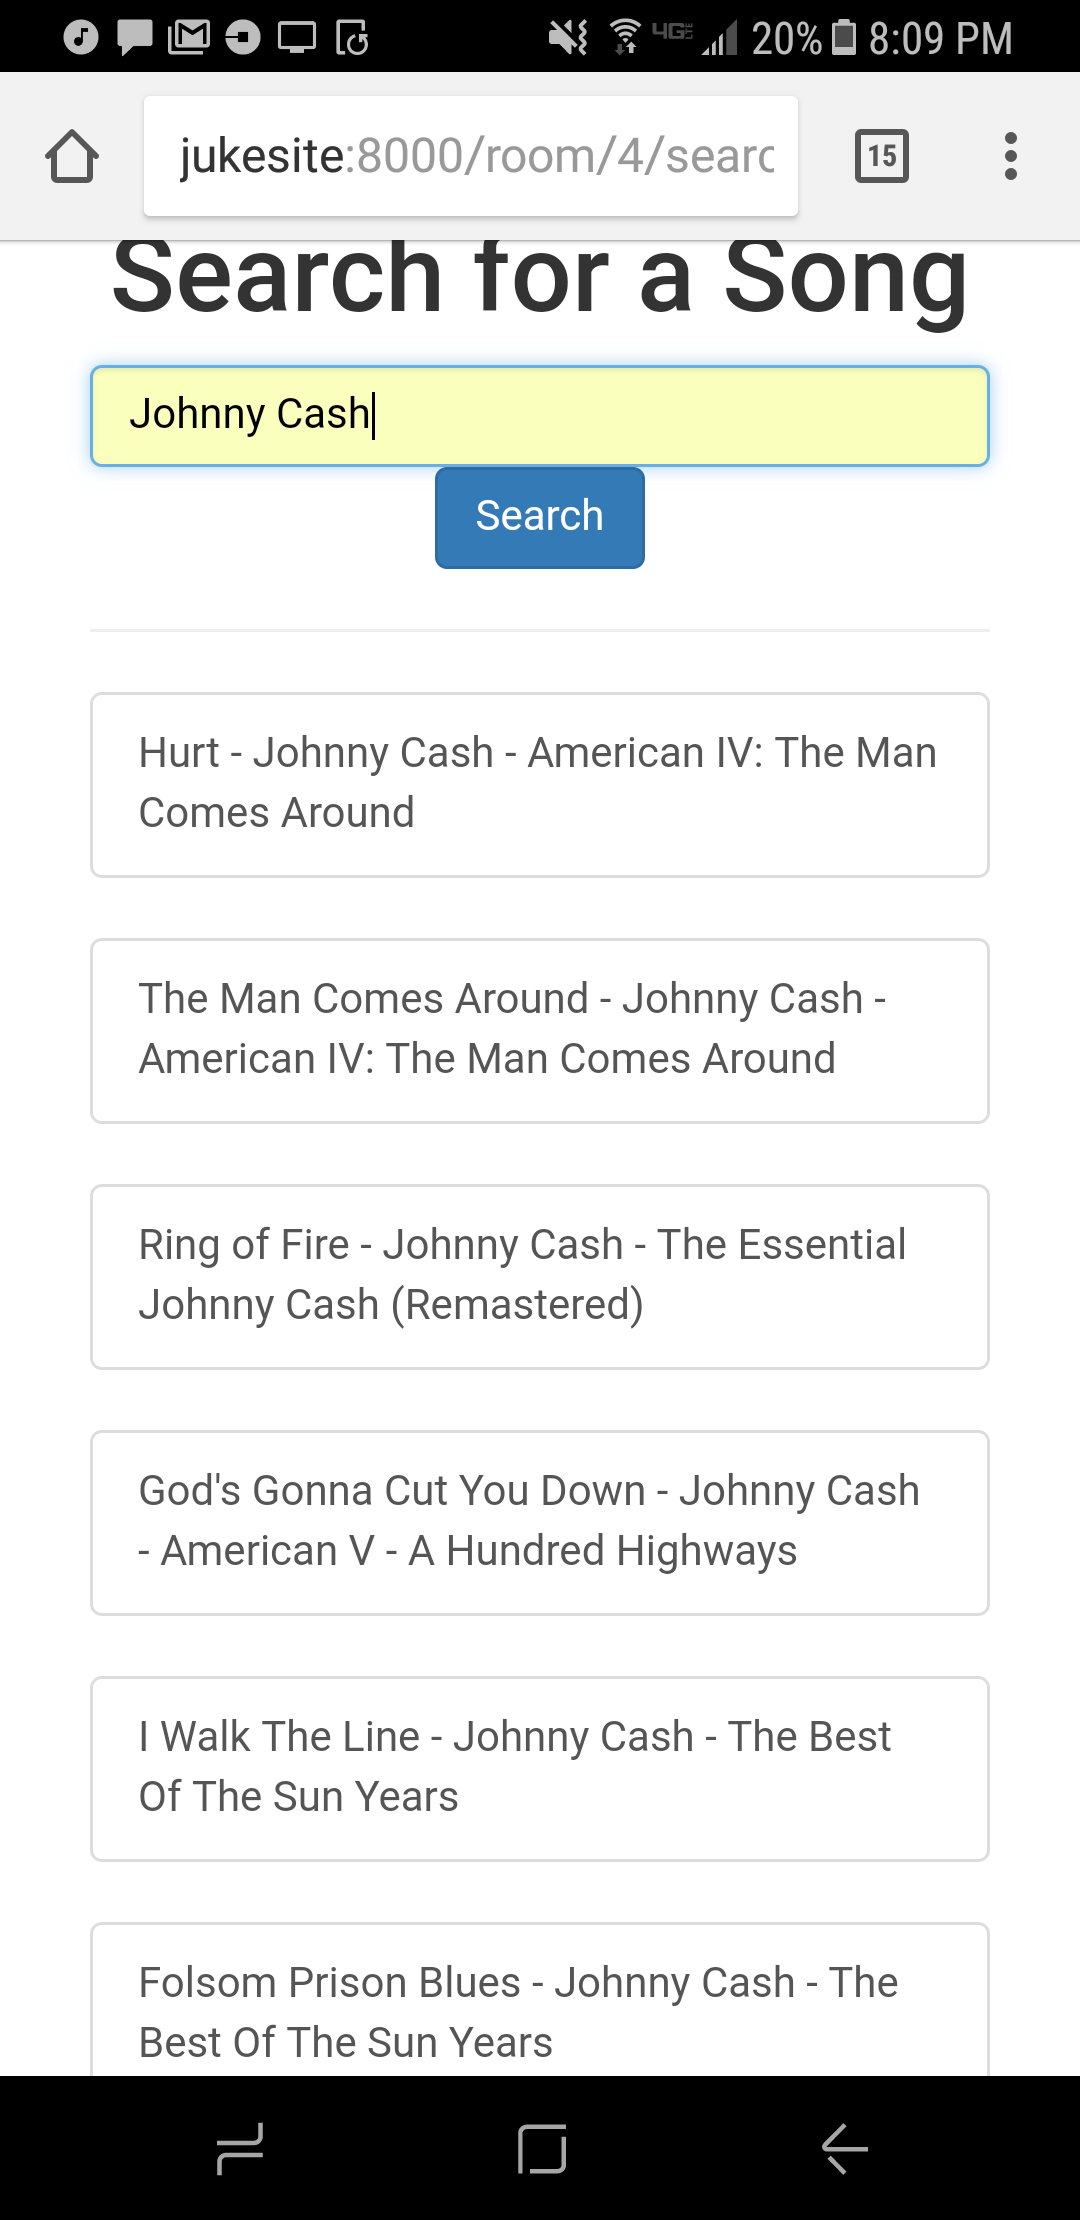 4G 20% 8:09 PM
jukesite:8000/room/4/searc 15
Search for a Song
Johnny Cash
Search
Hurt - Johnny Cash - American IV: The Man
Comes Around
The Man Comes Around - Johnny Cash -
American IV: The Man Comes Around
Ring of Fire - Johnny Cash - The Essential
Johnny Cash (Remastered)
God's Gonna Cut You Down - Johnny Cash
- American V - A Hundred Highways
I Walk The Line - Johnny Cash - The Best
Of The Sun Years
Folsom Prison Blues - Johnny Cash - The
Best Of The Sun Years